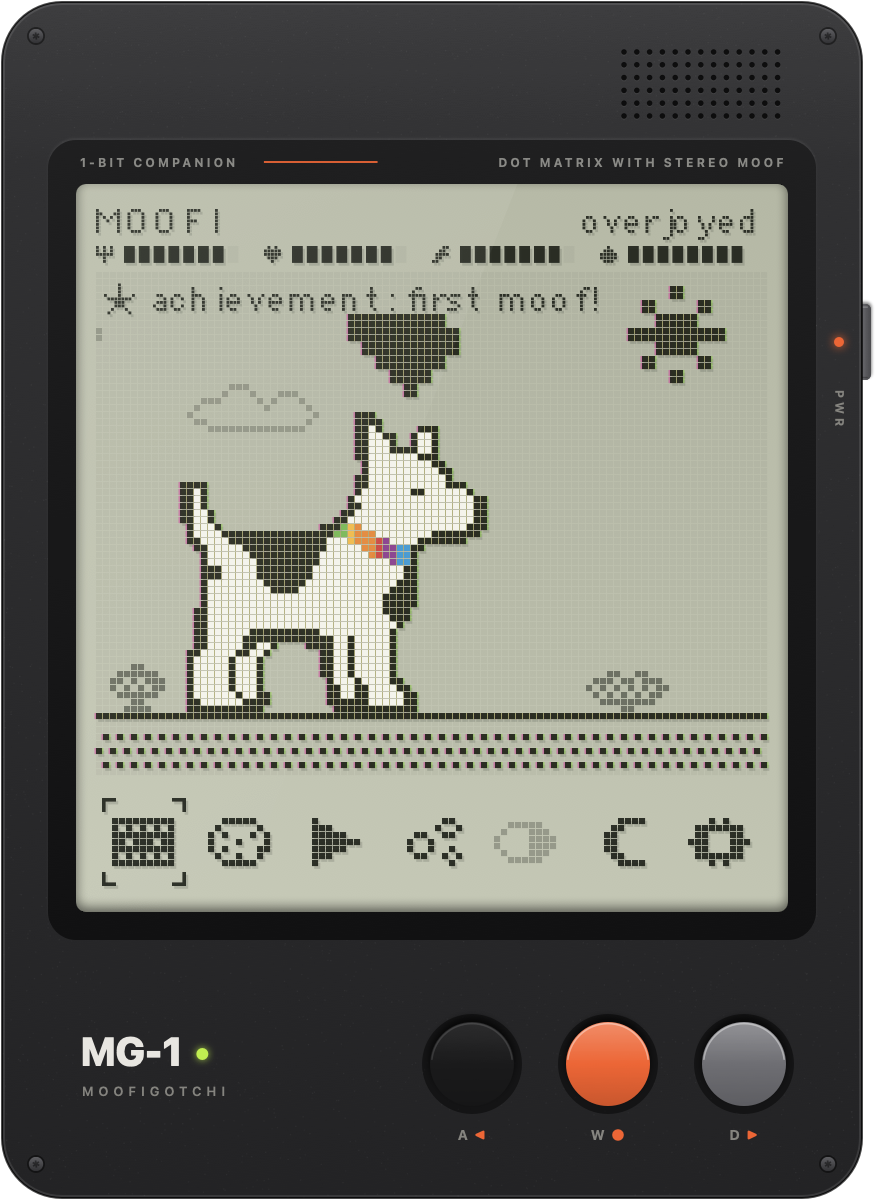 1-BIT COMPANION
DOT MATRIX WITH STEREO MOOF
MOOFI
overjoyed
achievement: first moof!
PWR
MG-1
MOOFIGOTCHI
A
W
D